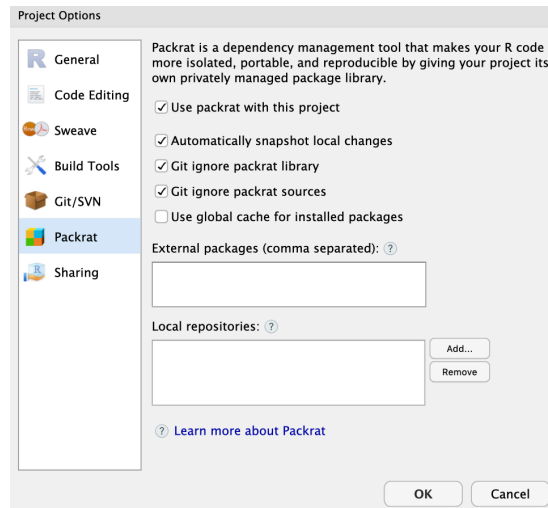 Project Options
R General
Code Editing
Sweave
Build Tools
Git/SVN
Packrat
R Sharing
Packrat is a dependency management tool that makes your R code
more isolated, portable, and reproducible by giving your project its
own privately managed package library.
Use packrat with this project
Automatically snapshot local changes
Git ignore packrat library
Git ignore packrat sources
Use global cache for installed packages
External packages (comma separated): ?
Local repositories: ?
Add...
Remove
? Learn more about Packrat
OK Cancel